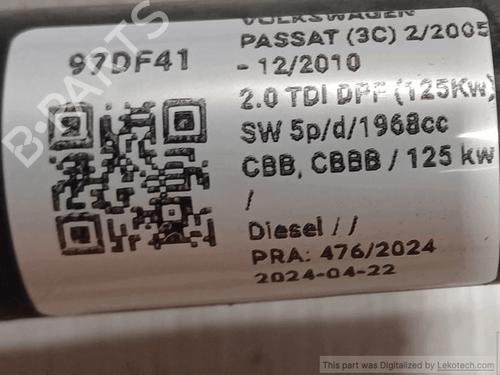 VOLKSWAGEN
97DF41
PASSAT (3C) 2/2005
- 12/2010
2.0 TDI DPF (125Kw)
SW 5p/d/1968cc
CBB, CBBB / 125 kw
/
Diesel / /
PRA: 476/2024
2024-04-22
B-PARTS
This part was Digitalized by Lekotech.com